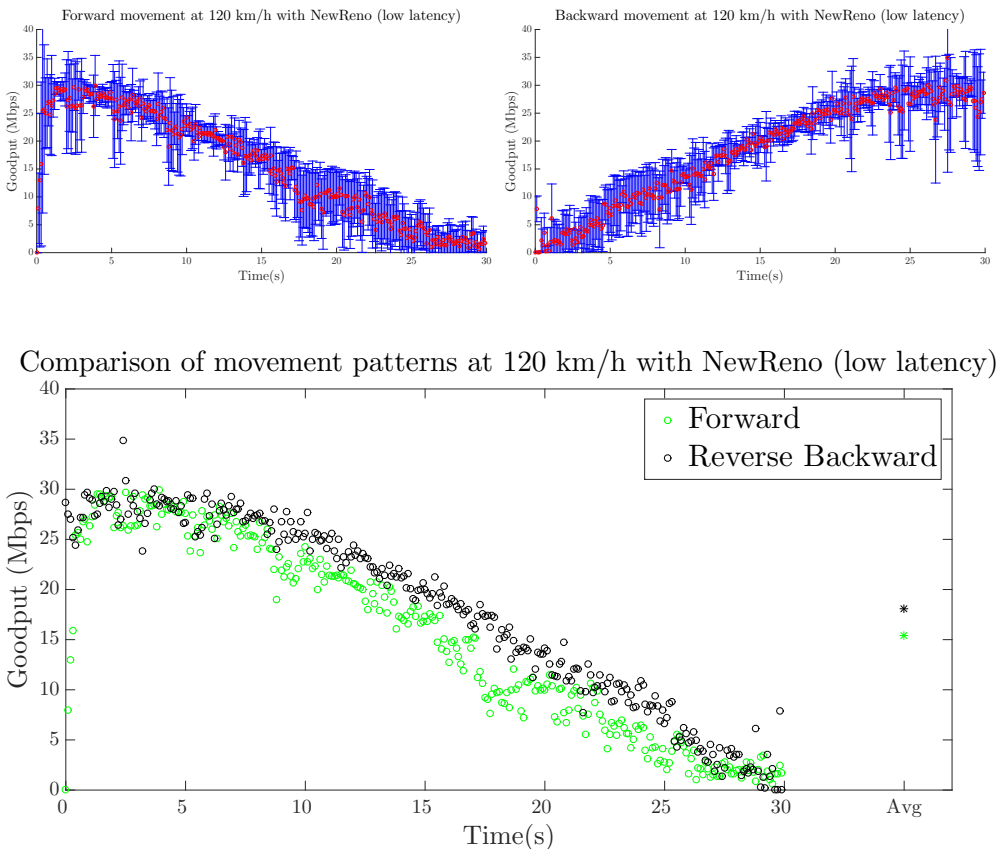 Forward movement at 120 km/h with NewReno (low latency)
40
35
30
25
20
15
10
5
0
Goodput (Mbps)
0 5 10 15 20 25 30
Time(s)
Backward movement at 120 km/h with NewReno (low latency)
40
35
30
25
20
15
10
5
0
Goodput (Mbps)
0 5 10 15 20 25 30
Time(s)
Comparison of movement patterns at 120 km/h with NewReno (low latency)
40
35
30
25
20
15
10
5
0
Goodput (Mbps)
Forward
Reverse Backward
0 5 10 15 20 25 30 Avg
Time(s)